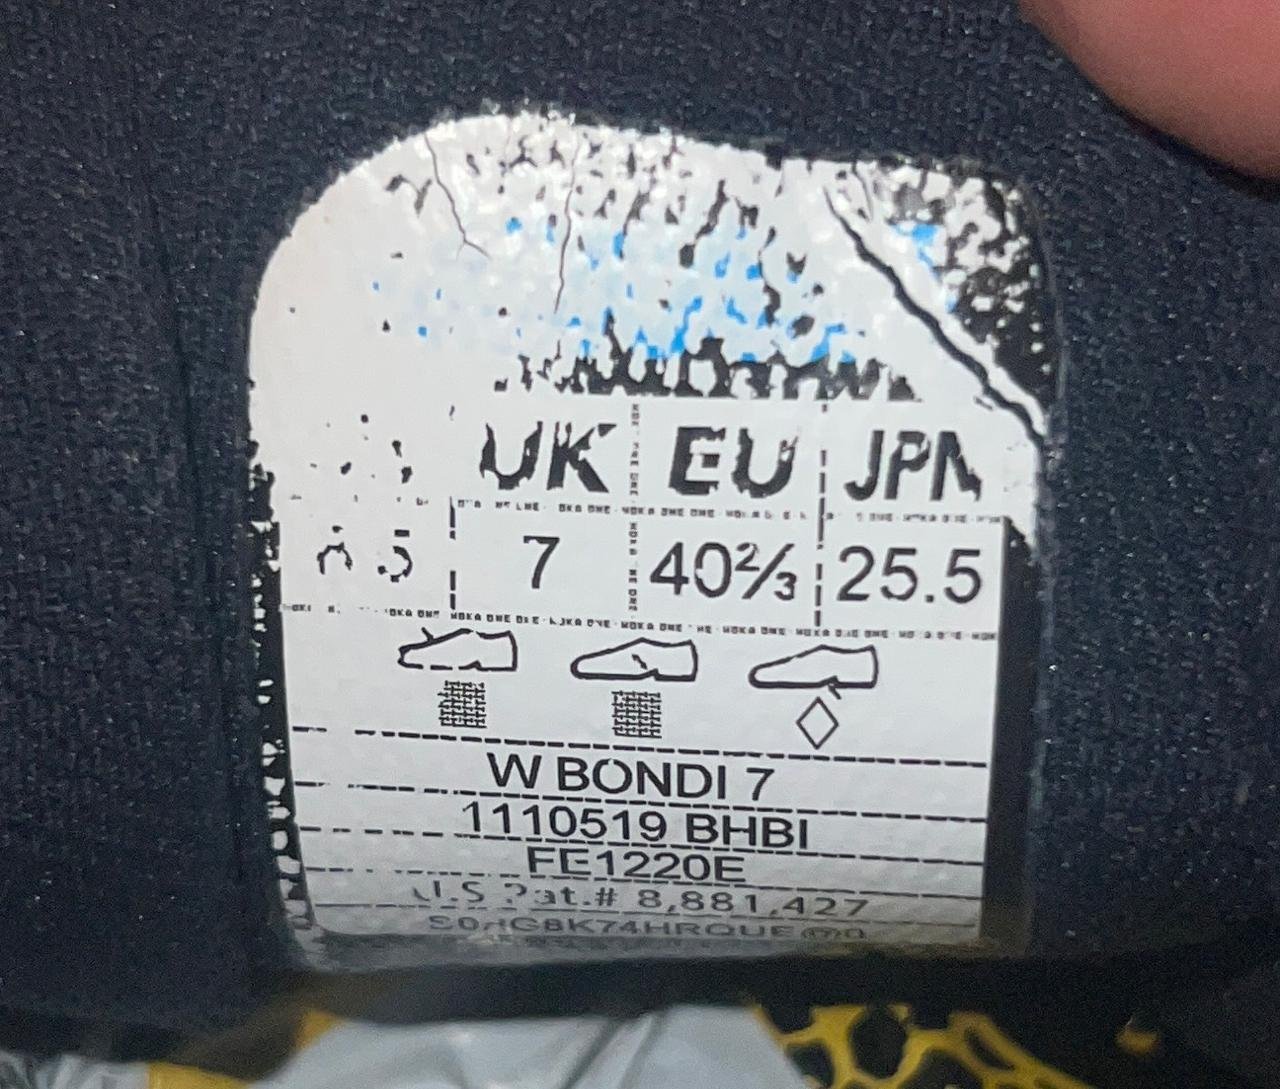 UK EU JPN
7 40⅔ 25.5
W BONDI 7
1110519 BHBI
FE1220E
U.S Pat.# 8,881,427